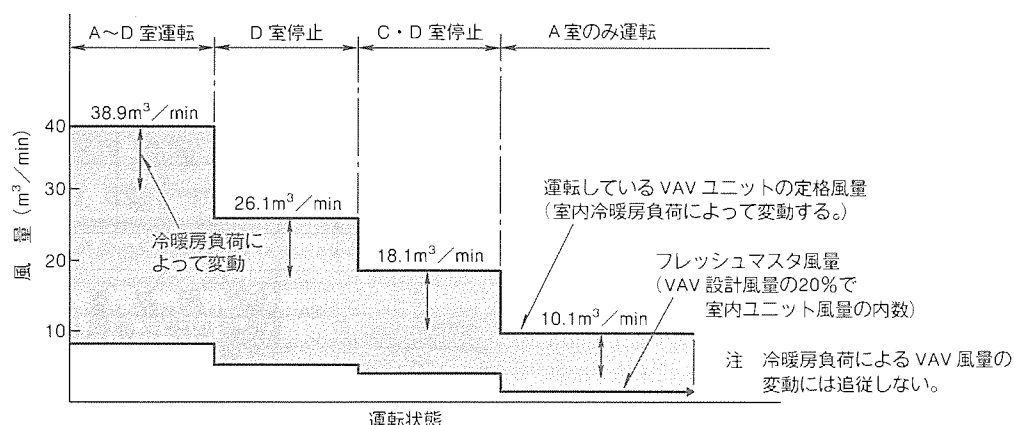 A～D 室運転
D 室停止
C・D 室停止
A室のみ運転
38.9m³／min
40
30
20
10
風 量 (m³／min)
冷暖房負荷に
よって変動
26.1m³／min
18.1m³／min
10.1m³／min
運転しているVAVユニットの定格風量
(室内冷暖房負荷によって変動する。)
フレッシュマスタ風量
(VAV 設計風量の20％で
室内ユニット風量の内数)
注 冷暖房負荷による VAV 風量の
変動には追従しない。
運転状態